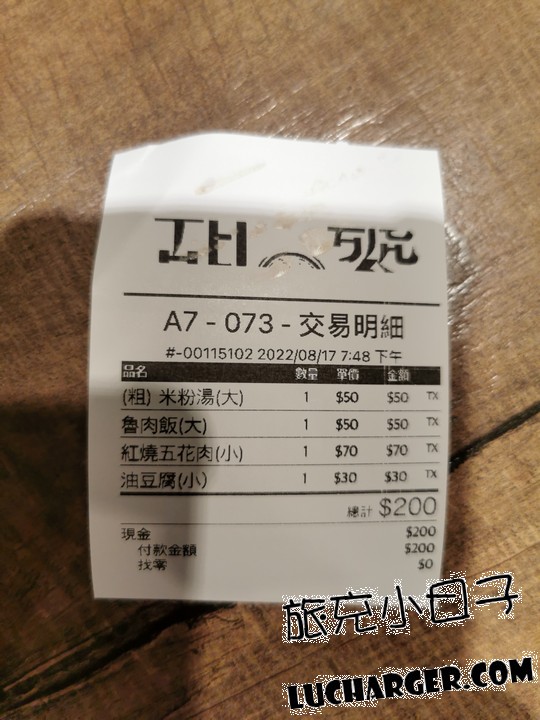 A7 - 073 - 交易明細
#-00115102 2022/08/17 7:48 下午
品名 數量 單價 金額
(粗) 米粉湯(大) 1 $50 $50 TX
魯肉飯(大) 1 $50 $50 TX
紅燒五花肉(小) 1 $70 $70 TX
油豆腐(小) 1 $30 $30 TX
總計 $200
現金 $200
付款金額 $200
找零 $0
旅充小日子
LUCHARGER.COM